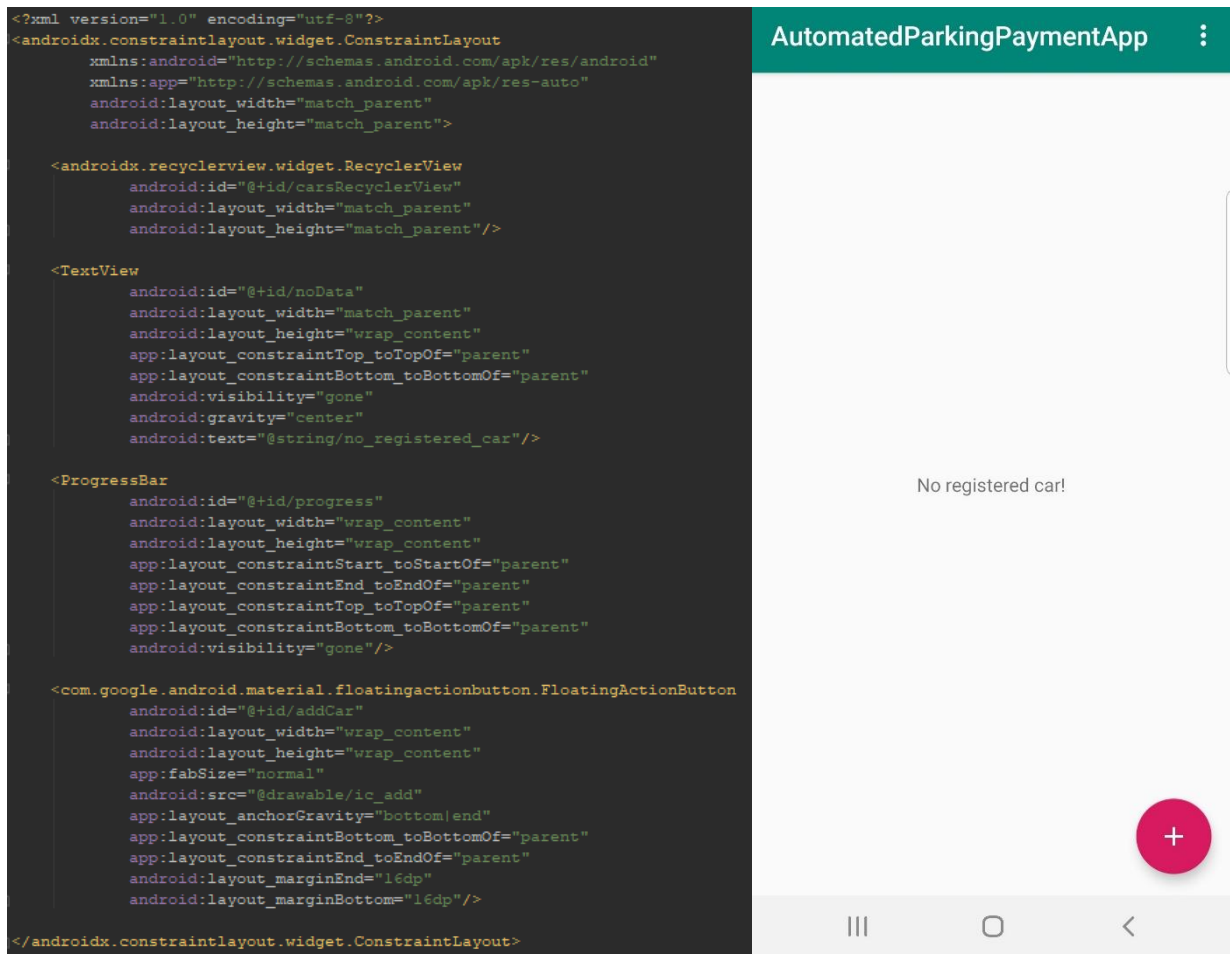 <?xml version="1.0" encoding="utf-8"?>
<androidx.constraintlayout.widget.ConstraintLayout
xmlns:android="http://schemas.android.com/apk/res/android"
xmlns:app="http://schemas.android.com/apk/res-auto"
android:layout_width="match_parent"
android:layout_height="match_parent">
<androidx.recyclerview.widget.RecyclerView
android:id="@+id/carsRecyclerView"
android:layout_width="match_parent"
android:layout_height="match_parent"/>
<TextView
android:id="@+id/noData"
android:layout_width="match_parent"
android:layout_height="wrap_content"
app:layout_constraintTop_toTopOf="parent"
app:layout_constraintBottom_toBottomOf="parent"
android:visibility="gone"
android:gravity="center"
android:text="@string/no_registered_car"/>
<ProgressBar
android:id="@+id/progress"
android:layout_width="wrap_content"
android:layout_height="wrap_content"
app:layout_constraintStart_toStartOf="parent"
app:layout_constraintEnd_toEndOf="parent"
app:layout_constraintTop_toTopOf="parent"
app:layout_constraintBottom_toBottomOf="parent"
android:visibility="gone"/>
<com.google.android.material.floatingactionbutton.FloatingActionButton
android:id="@+id/addCar"
android:layout_width="wrap_content"
android:layout_height="wrap_content"
app:fabSize="normal"
android:src="@drawable/ic_add"
app:layout_anchorGravity="bottom|end"
app:layout_constraintBottom_toBottomOf="parent"
app:layout_constraintEnd_toEndOf="parent"
android:layout_marginEnd="16dp"
android:layout_marginBottom="16dp"/>
</androidx.constraintlayout.widget.ConstraintLayout>
AutomatedParkingPaymentApp
No registered car!